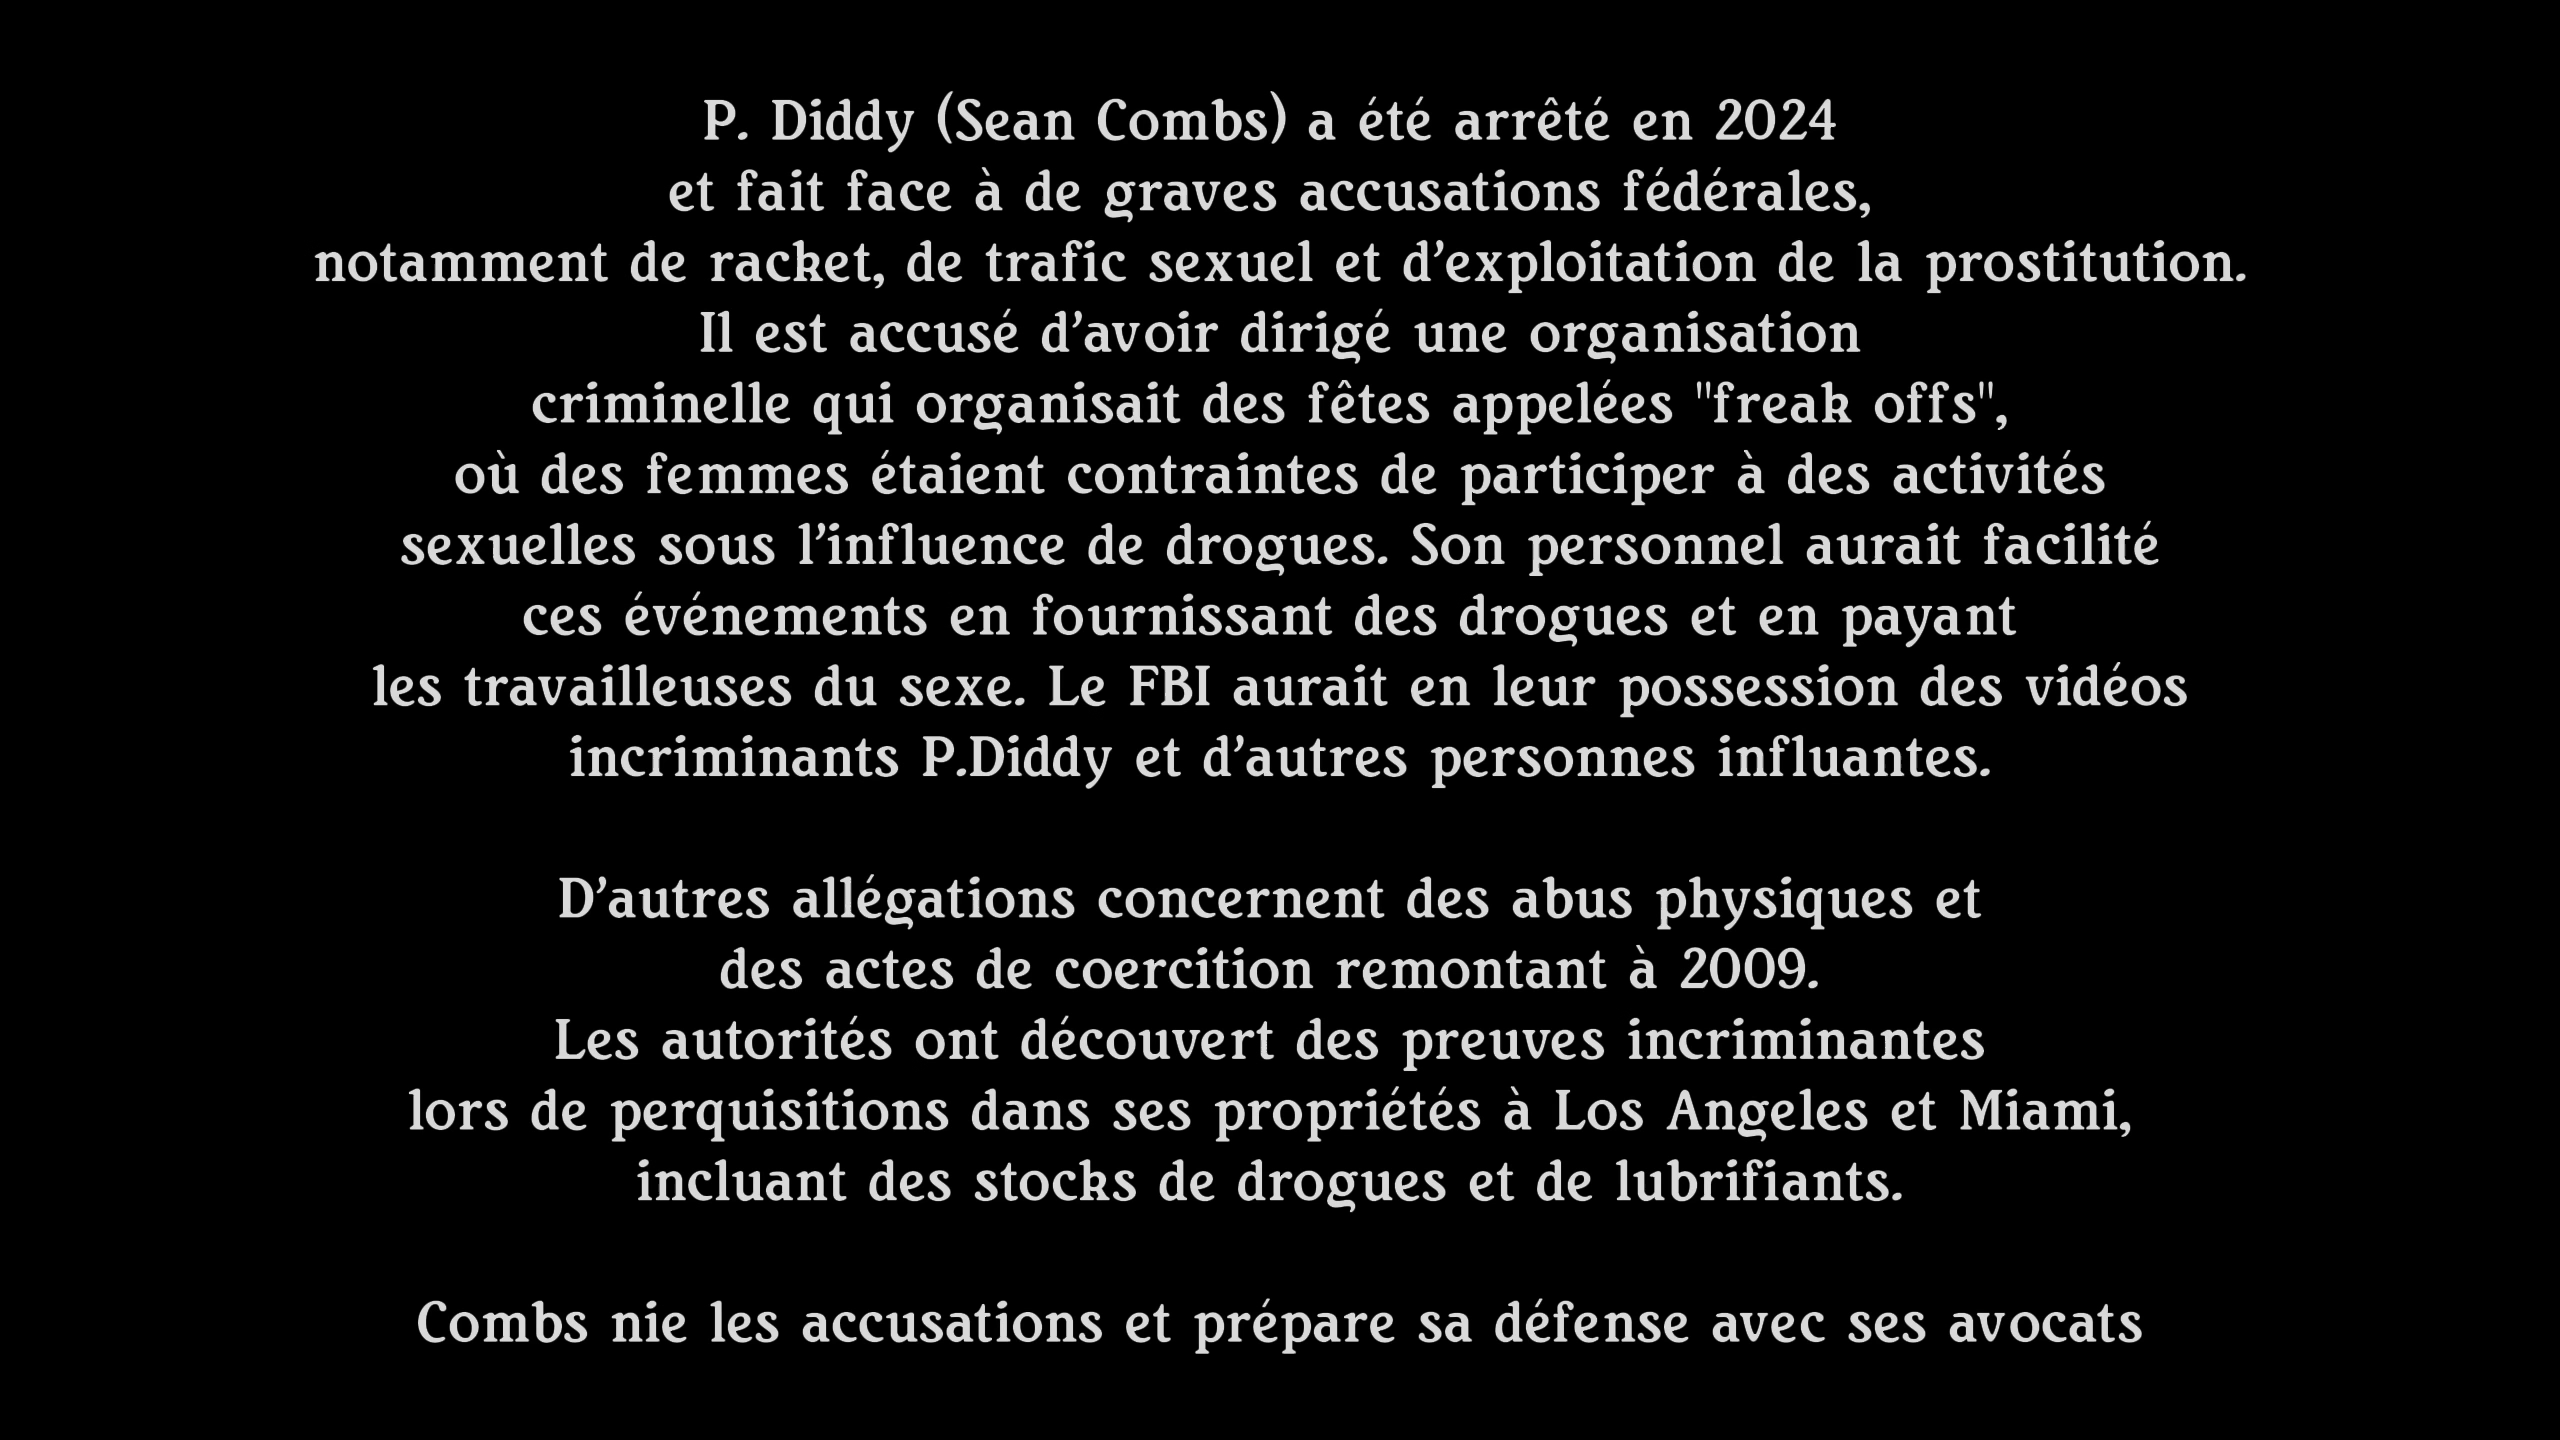 P. Diddy (Sean Combs) a été arrêté en 2024
et fait face à de graves accusations fédérales,
notamment de racket, de trafic sexuel et d’exploitation de la prostitution.
Il est accusé d’avoir dirigé une organisation
criminelle qui organisait des fêtes appelées "freak offs",
où des femmes étaient contraintes de participer à des activités
sexuelles sous l’influence de drogues. Son personnel aurait facilité
ces événements en fournissant des drogues et en payant
les travailleuses du sexe. Le FBI aurait en leur possession des vidéos
incriminants P.Diddy et d’autres personnes influantes.
D’autres allégations concernent des abus physiques et
des actes de coercition remontant à 2009.
Les autorités ont découvert des preuves incriminantes
lors de perquisitions dans ses propriétés à Los Angeles et Miami,
incluant des stocks de drogues et de lubrifiants.
Combs nie les accusations et prépare sa défense avec ses avocats